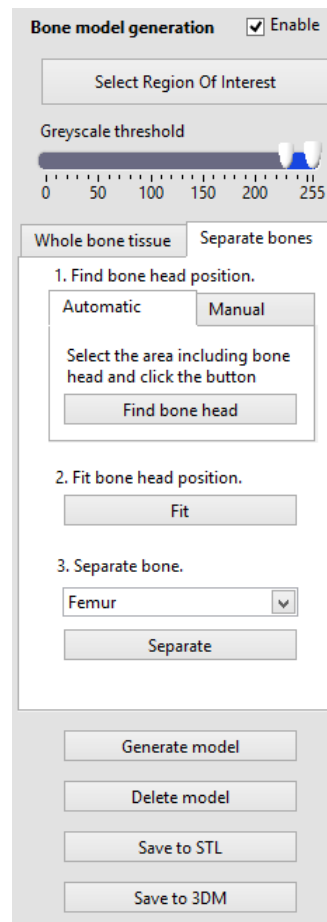 Bone model generation Enable
Select Region Of Interest
Greyscale threshold
0 50 100 150 200 255
Whole bone tissue Separate bones
1. Find bone head position.
Automatic Manual
Select the area including bone
head and click the button
Find bone head
2. Fit bone head position.
Fit
3. Separate bone.
Femur
Separate
Generate model
Delete model
Save to STL
Save to 3DM